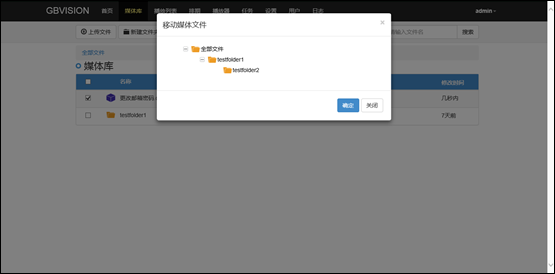 GBVISION 首页 媒体库 播放列表 排期 播放器 任务 设置 用户 日志 admin
移动媒体文件 ×
上传文件 新建文件夹 输入文件名 搜索
全部文件
testfolder1
testfolder2
全部文件
媒体库
名称 修改时间
更改邮箱密码 几秒内
testfolder1 7天前
确定 关闭